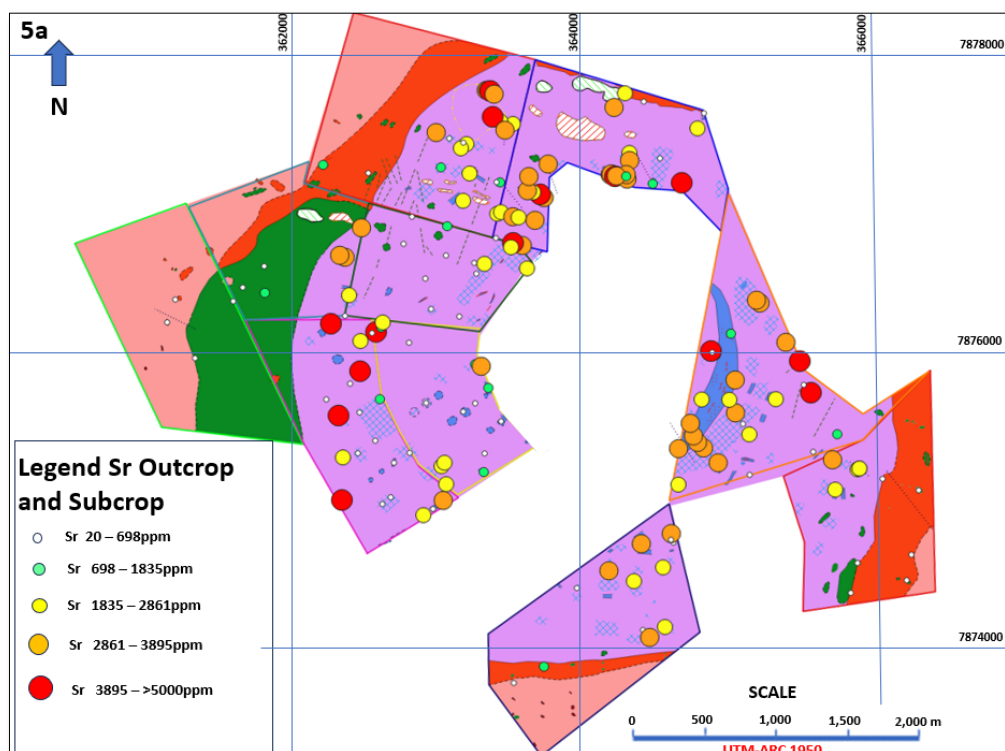 5a
N
362000
364000
366000
7878000
7876000
7874000
Legend Sr Outcrop
and Subcrop
Sr 20 – 698ppm
Sr 698 – 1835ppm
Sr 1835 – 2861ppm
Sr 2861 – 3895ppm
Sr 3895 – >5000ppm
SCALE
0 500 1,000 1,500 2,000 m
UTM-ARC 1950